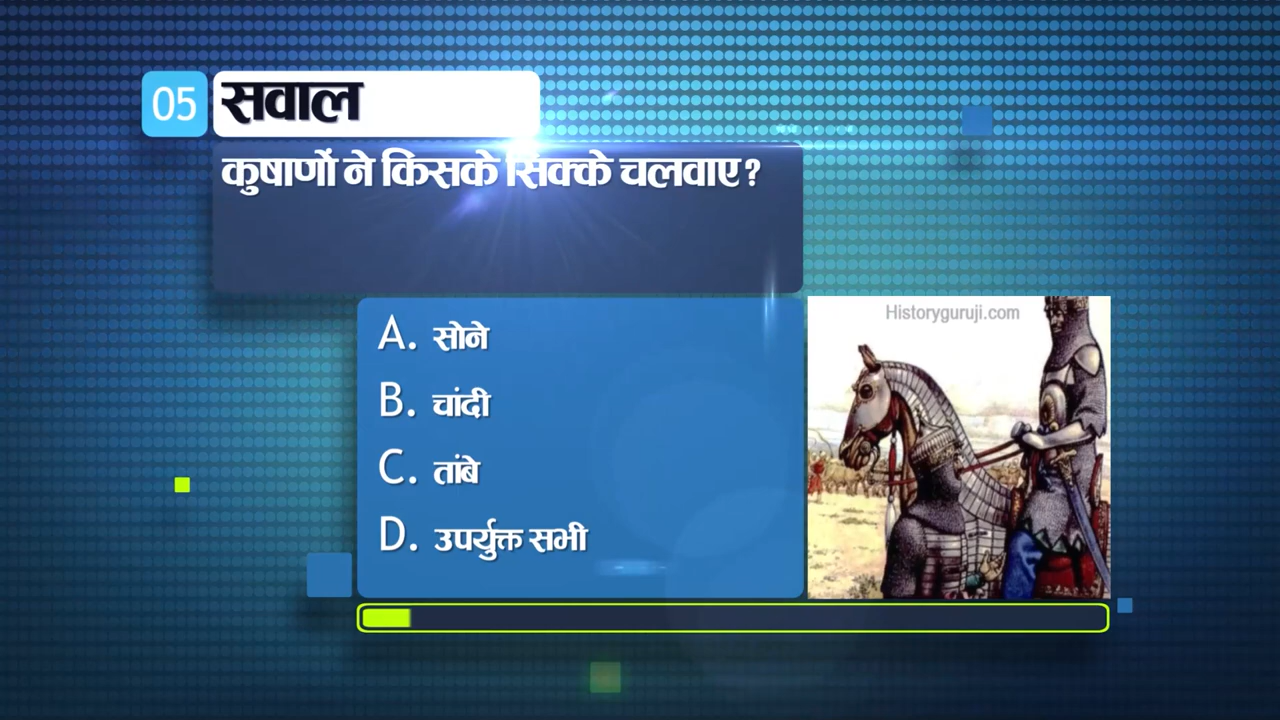 05 सवाल
कुषाणों ने किसके सिक्के चलवाए?
A. सोने
B. चांदी
C. तांबे
D. उपर्युक्त सभी
Historyguruji.com